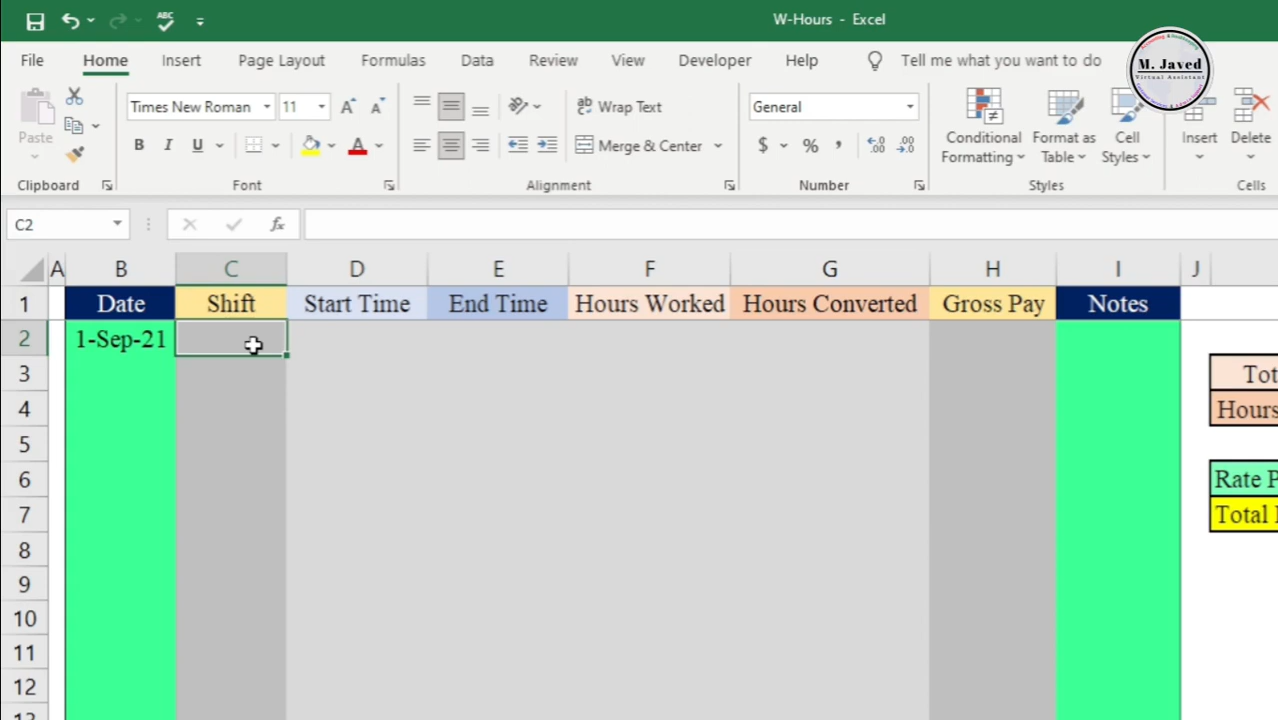 W-Hours - Excel
File Home Insert Page Layout Formulas Data Review View Developer Help Tell me what you want to do
M. Javed
Virtual Assistant
Paste
Times New Roman 11
B I U
Wrap Text
Merge & Center
General
$ % ,
Conditional Formatting
Format as Table
Cell Styles
Insert
Delete
Clipboard Font Alignment Number Styles Cells
C2 fx
A B C D E F G H I J
1 Date Shift Start Time End Time Hours Worked Hours Converted Gross Pay Notes
2 1-Sep-21
3 Tot
4 Hours
5
6 Rate P
7 Total
8
9
10
11
12
13